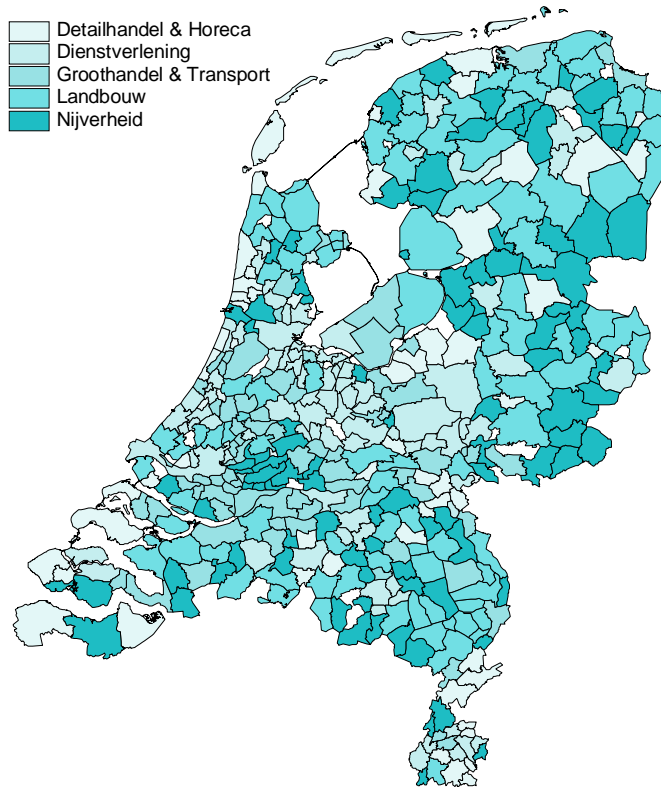 Detailhandel & Horeca
Dienstverlening
Groothandel & Transport
Landbouw
Nijverheid